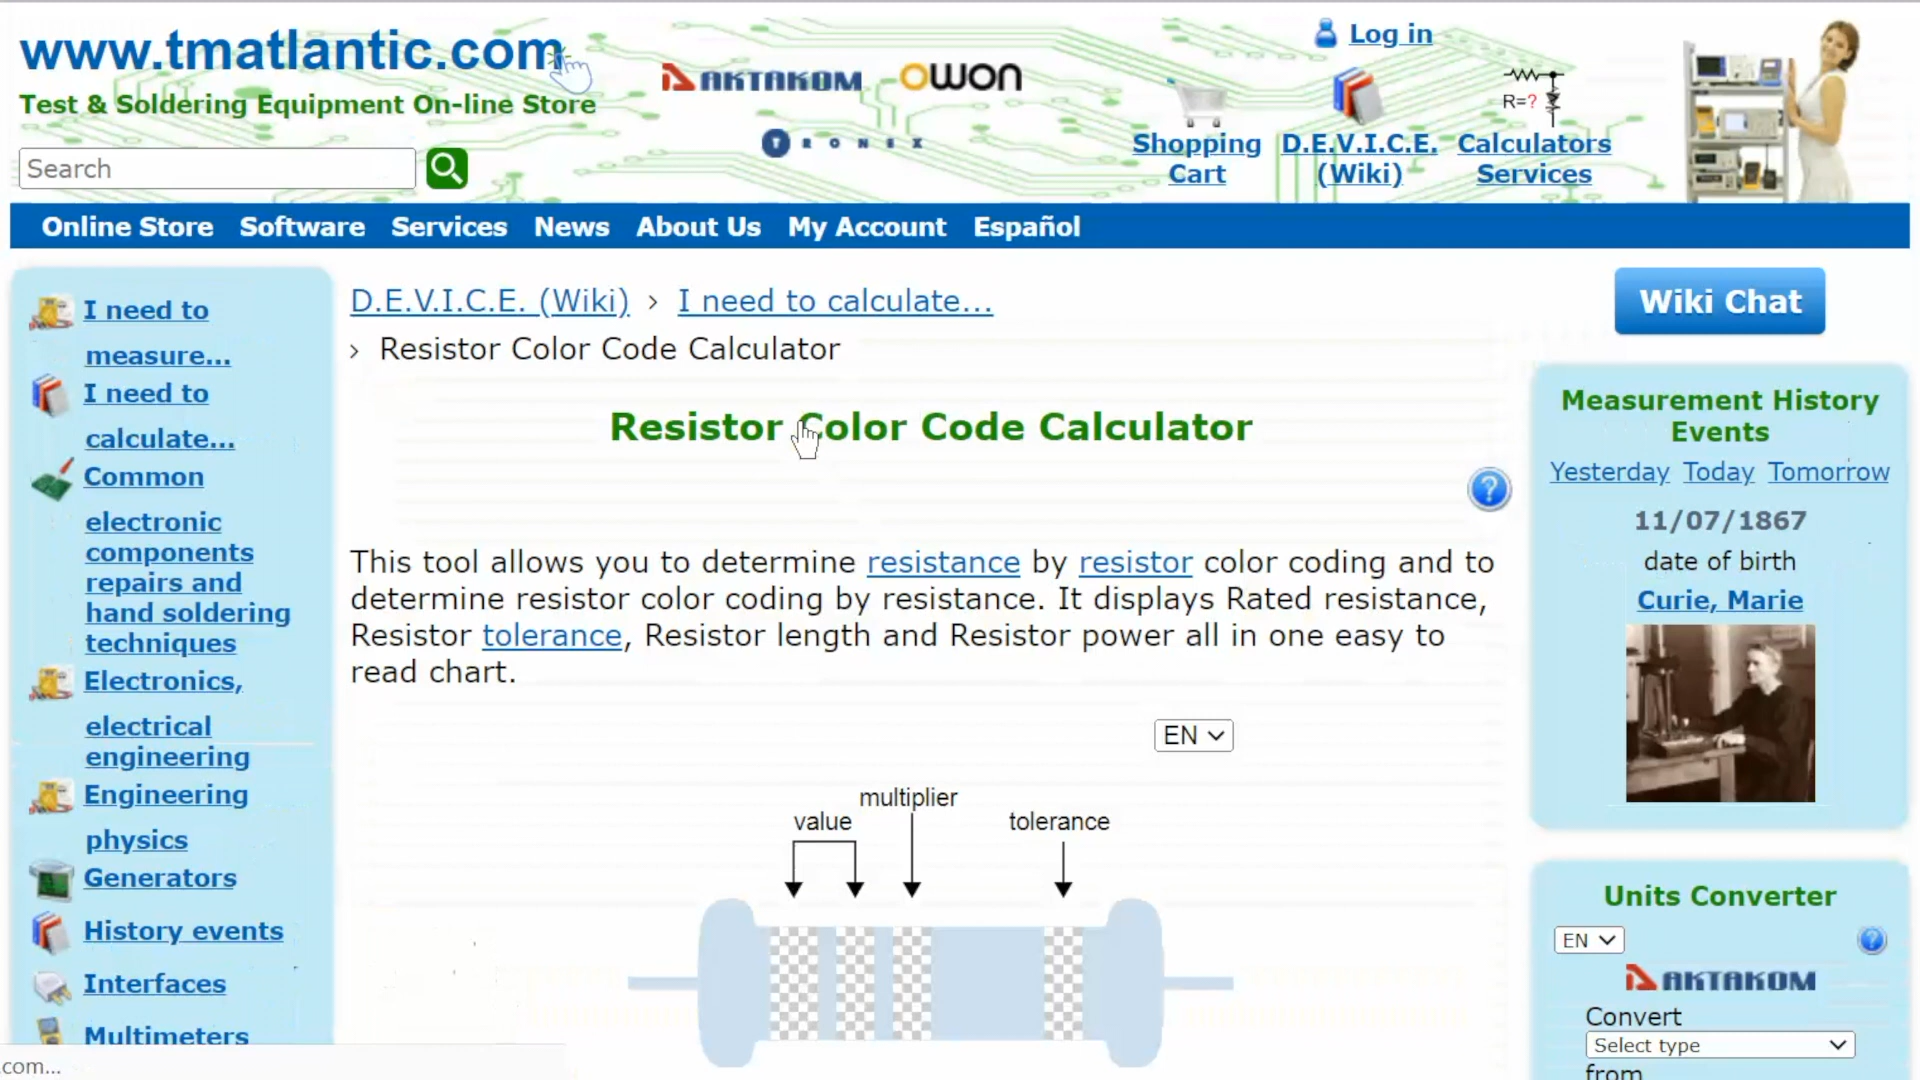 www.tmatlantic.com
Test & Soldering Equipment On-line Store
Search
AKTAKOM
OWON
TRONEX
Log in
Shopping
Cart
D.E.V.I.C.E.
(Wiki)
R=?
Calculators
Services
Online Store
Software
Services
News
About Us
My Account
Español
I need to
measure...
I need to
calculate...
Common
electronic
components
repairs and
hand soldering
techniques
Electronics,
electrical
engineering
Engineering
physics
Generators
History events
Interfaces
Multimeters
.com...
D.E.V.I.C.E. (Wiki) › I need to calculate...
› Resistor Color Code Calculator
Resistor Color Code Calculator
?
This tool allows you to determine resistance by resistor color coding and to
determine resistor color coding by resistance. It displays Rated resistance,
Resistor tolerance, Resistor length and Resistor power all in one easy to
read chart.
EN
multiplier
value
tolerance
Wiki Chat
Measurement History
Events
Yesterday Today Tomorrow
11/07/1867
date of birth
Curie, Marie
Units Converter
EN
?
AKTAKOM
Convert
Select type
from